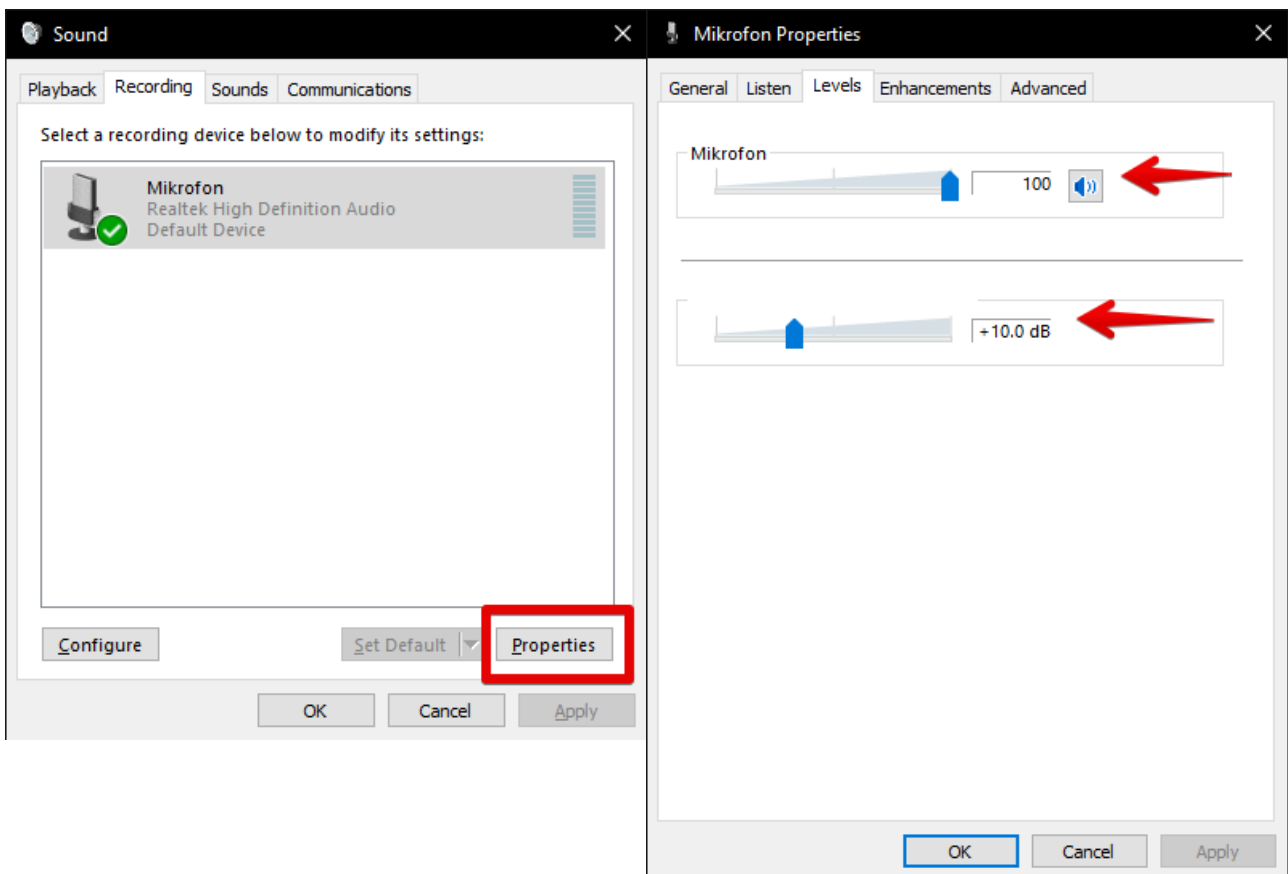 Sound
Playback Recording Sounds Communications
Select a recording device below to modify its settings:
Mikrofon
Realtek High Definition Audio
Default Device
Configure Set Default Properties
OK Cancel Apply
Mikrofon Properties
General Listen Levels Enhancements Advanced
Mikrofon
100
+10.0 dB
OK Cancel Apply